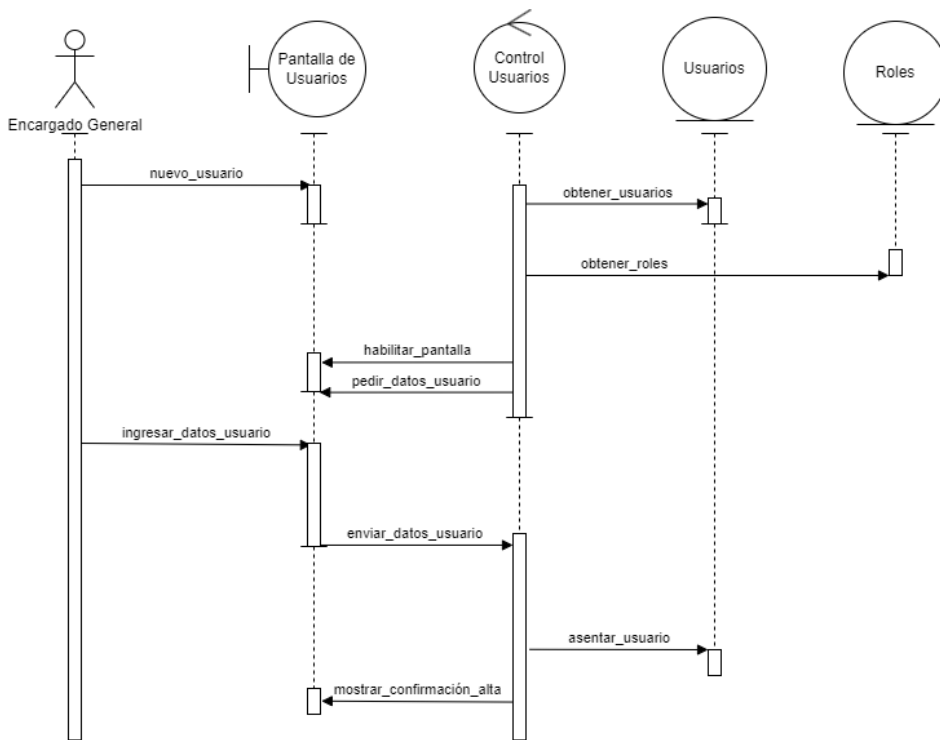 Pantalla de
Usuarios
Control
Usuarios
Usuarios
Roles
Encargado General
nuevo_usuario
obtener_usuarios
obtener_roles
habilitar_pantalla
pedir_datos_usuario
ingresar_datos_usuario
enviar_datos_usuario
asentar_usuario
mostrar_confirmación_alta